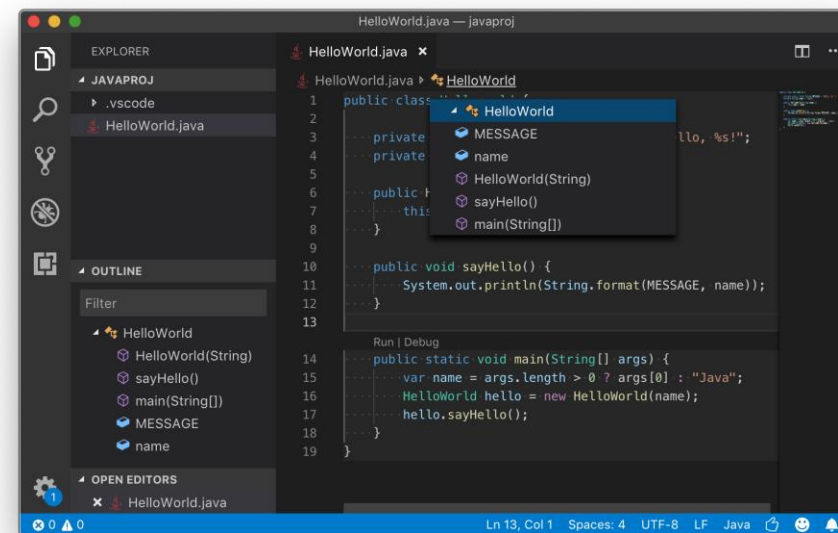 HelloWorld.java — javaproj
EXPLORER
JAVAPROJ
.vscode
HelloWorld.java
OUTLINE
Filter
HelloWorld
HelloWorld(String)
sayHello()
main(String[])
MESSAGE
name
OPEN EDITORS
HelloWorld.java
1
HelloWorld.java
HelloWorld.java HelloWorld
HelloWorld
MESSAGE
name
HelloWorld(String)
sayHello()
main(String[])
1 public class
2
3 private llo, %s!";
4 private
5
6 public H
7 this
8 }
9
10 public void sayHello() {
11 System.out.println(String.format(MESSAGE, name));
12 }
13
Run | Debug
14 public static void main(String[] args) {
15 var name = args.length > 0 ? args[0] : "Java";
16 HelloWorld hello = new HelloWorld(name);
17 hello.sayHello();
18 }
19 }
0 0 Ln 13, Col 1 Spaces: 4 UTF-8 LF Java